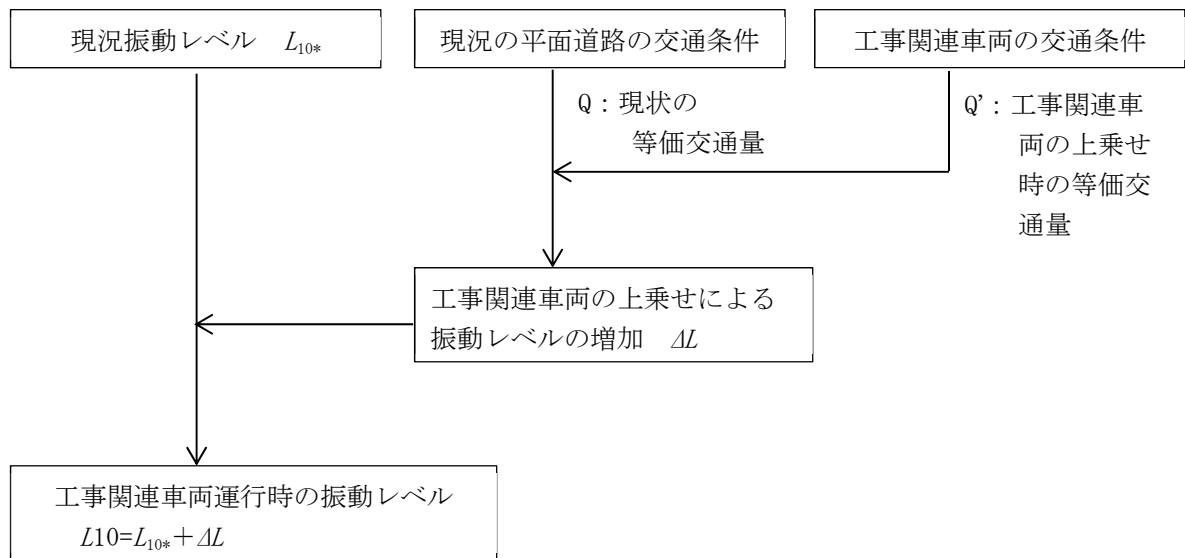 現況振動レベル　L10*
現況の平面道路の交通条件
工事関連車両の交通条件
Q：現状の
等価交通量
Q’：工事関連車
両の上乗せ
時の等価交
通量
工事関連車両の上乗せによる
振動レベルの増加　ΔL
工事関連車両運行時の振動レベル
L10=L10*＋ΔL